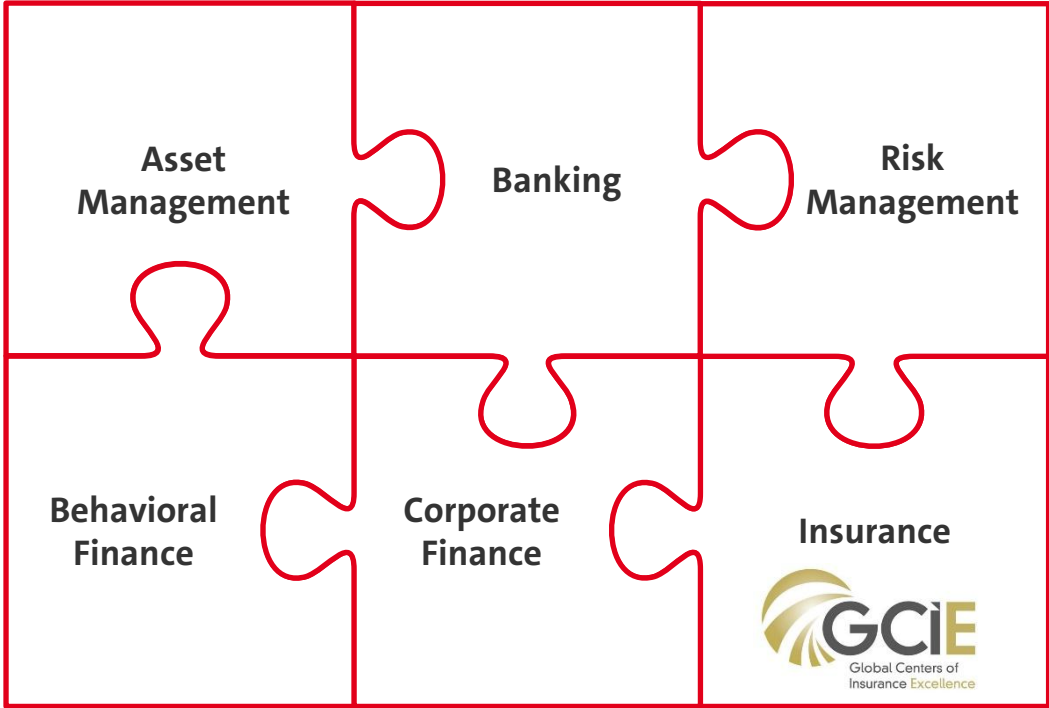 Asset
Management
Banking
Risk
Management
Behavioral
Finance
Corporate
Finance
Insurance
GCiE
Global Centers of
Insurance Excellence